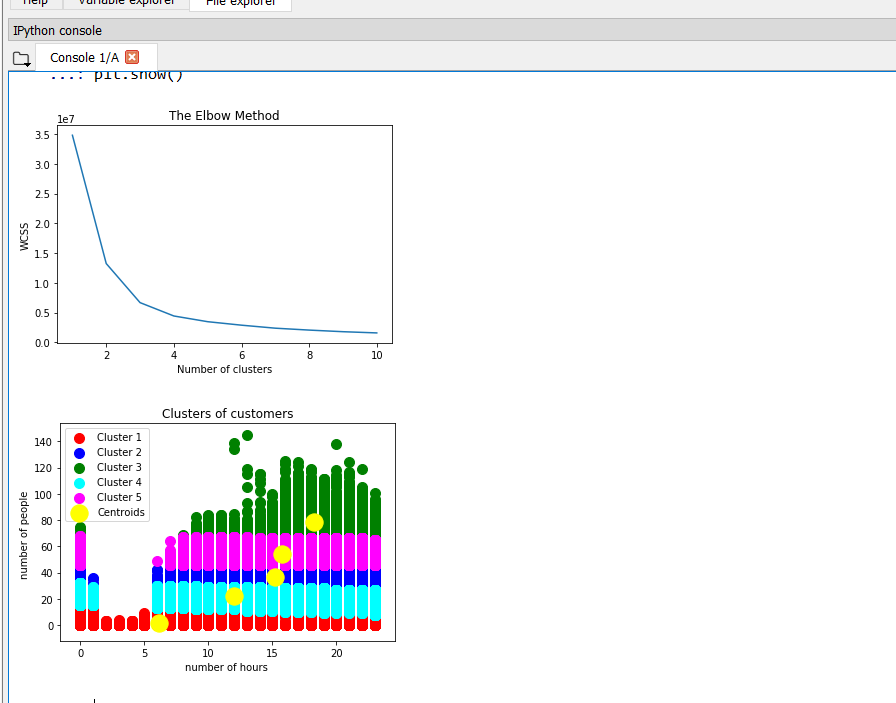 Help Variable explorer File explorer
IPython console
Console 1/A
...: plt.show()
The Elbow Method
1e7
3.5
3.0
2.5
2.0
1.5
1.0
0.5
0.0
WCSS
2 4 6 8 10
Number of clusters
Clusters of customers
Cluster 1
Cluster 2
Cluster 3
Cluster 4
Cluster 5
Centroids
140
120
100
80
60
40
20
0
number of people
0 5 10 15 20
number of hours